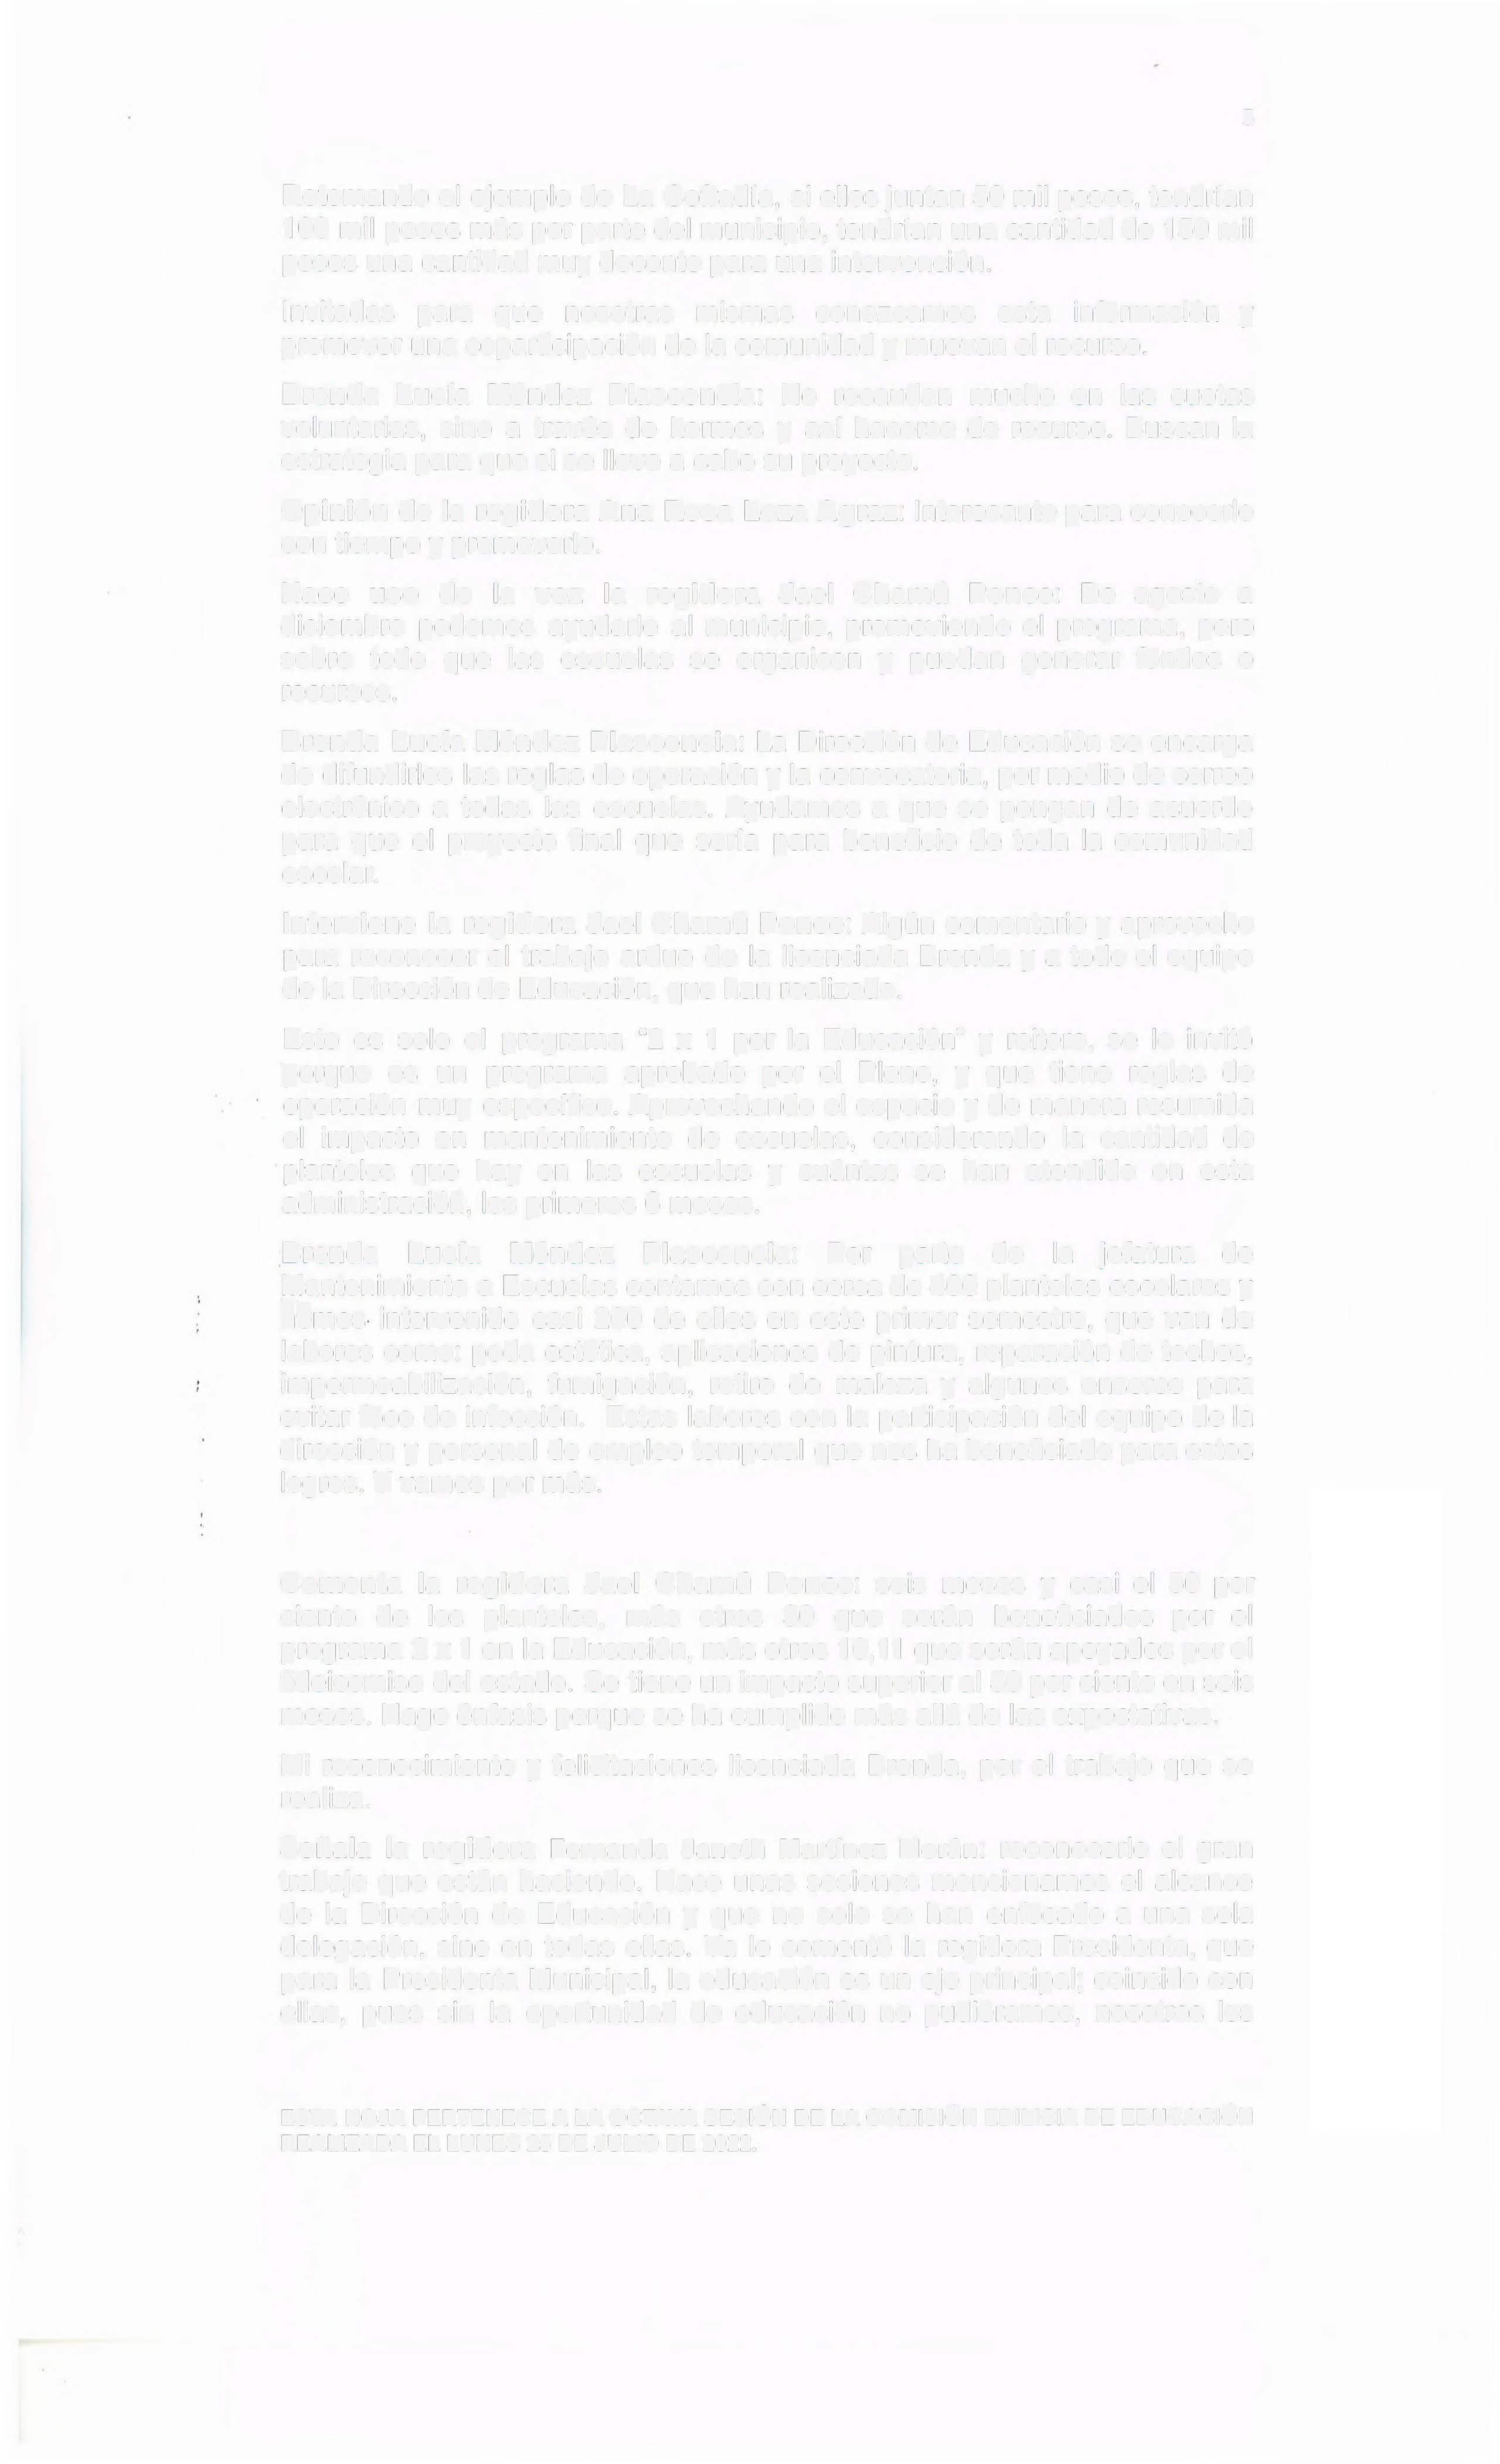 5
Retomando el ejemplo de La Cofradía, si ellos juntan 50 mil pesos, tendrían
100 mil pesos más por parte del municipio, tendrían una cantidad de 150 mil
pesos una cantidad muy decente para una intervención.
Invitadas para que nosotras mismas conozcamos esta información y
promover una coparticipación de la comunidad y muevan el recurso.
Brenda Lucía Méndez Plascencia: No recaudan mucho en las cuotas
voluntarias, sino a través de kermes y así hacerse de recurso. Buscan la
estrategia para que si se lleve a cabo su proyecto.
Opinión de la regidora Ana Rosa Loza Agraz: Interesante para conocerlo
con tiempo y promoverlo.
Hace uso de la voz la regidora Jael Chamú Ponce: De agosto a
diciembre podemos ayudarle al municipio, promoviendo el programa, pero
sobre todo que las escuelas se organicen y puedan generar fondos o
recursos.
Brenda Lucía Méndez Plascencia: La Dirección de Educación se encarga
de difundirles las reglas de operación y la convocatoria, por medio de correo
electrónico a todas las escuelas. Ayudamos a que se pongan de acuerdo
para que el proyecto final que sería para beneficio de toda la comunidad
escolar.
Interviene la regidora Jael Chamú Ponce: Algún comentario y aprovecho
para reconocer el trabajo arduo de la licenciada Brenda y a todo el equipo
de la Dirección de Educación, que han realizado.
Este es solo el programa “2 x 1 por la Educación” y reitero, se le invitó
porque es un programa aprobado por el Pleno, y que tiene reglas de
operación muy específicas. Aprovechando el espacio y de manera resumida
el impacto en mantenimiento de escuelas, considerando la cantidad de
planteles que hay en las escuelas y cuántas se han atendido en esta
administración, los primeros 6 meses.
Brenda Lucía Méndez Plascencia: Por parte de la jefatura de
Mantenimiento a Escuelas contamos con cerca de 400 planteles escolares y
hemos intervenido casi 200 de ellos en este primer semestre, que van de
labores como: poda estética, aplicaciones de pintura, reparación de techos,
impermeabilización, fumigación, retiro de maleza y algunos enseres para
evitar foco de infección. Estas labores con la participación del equipo de la
dirección y personal de empleo temporal que nos ha beneficiado para estos
logros. Y vamos por más.
Comenta la regidora Jael Chamú Ponce: seis meses y casi el 50 por
ciento de los planteles, más otros 30 que serán beneficiados por el
programa 2 x 1 en la Educación, más otros 10,11 que serán apoyados por el
fideicomiso del estado. Se tiene un impacto superior al 50 por ciento en seis
meses. Hago énfasis porque se ha cumplido más allá de las expectativas.
Mi reconocimiento y felicitaciones licenciada Brenda, por el trabajo que se
realiza.
Señala la regidora Fernanda Janeth Martínez Morán: reconocerle el gran
trabajo que están haciendo. Hace unas sesiones mencionamos el alcance
de la Dirección de Educación y que no solo se han enfocado a una sola
delegación, sino en todas ellas. Ya lo comentó la regidora Presidenta, que
para la Presidenta Municipal, la educación es un eje principal; coincido con
ellas, pues sin la oportunidad de educación no pudiéramos, nosotras las
ESTA HOJA PERTENECE A LA OCTAVA SESIÓN DE LA COMISIÓN EDILICIA DE EDUCACIÓN
REALIZADA EL LUNES 25 DE JULIO DE 2022.